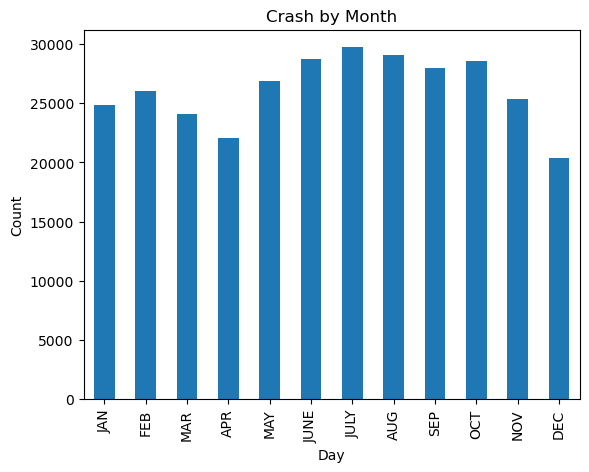 Crash by Month
30000
25000
20000
15000
10000
5000
0
Count
JAN
FEB
MAR
APR
MAY
JUNE
JULY
AUG
SEP
OCT
NOV
DEC
Day